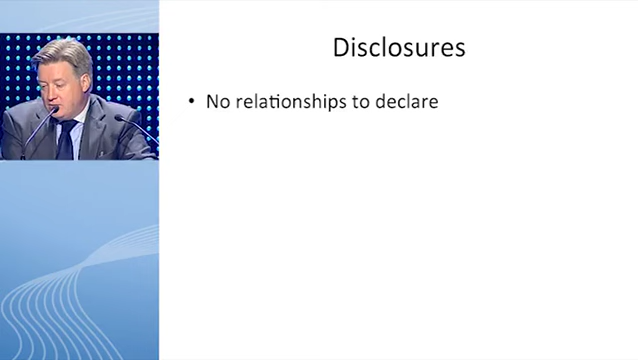 Disclosures
• No relationships to declare